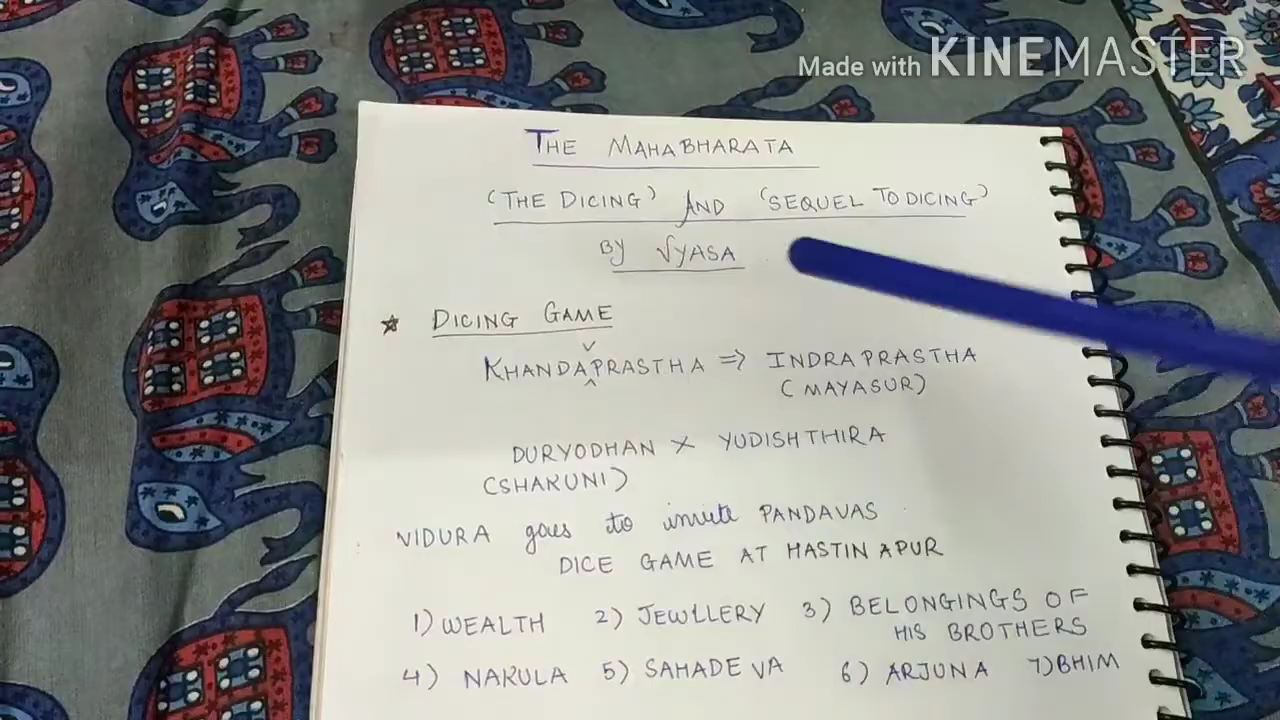 Made with KINEMASTER
THE MAHABHARATA
(THE DICING) AND (SEQUEL TO DICING)
BY VYASA
DICING GAME
KHANDAPRASTHA => INDRAPRASTHA
(MAYASUR)
DURYODHAN X YUDISHTHIRA
(SHAKUNI)
VIDURA goes to invite PANDAVAS
DICE GAME AT HASTINAPUR
1) WEALTH 2) JEWLLERY 3) BELONGINGS OF
HIS BROTHERS
4) NAKULA 5) SAHADEVA 6) ARJUNA 7) BHIM